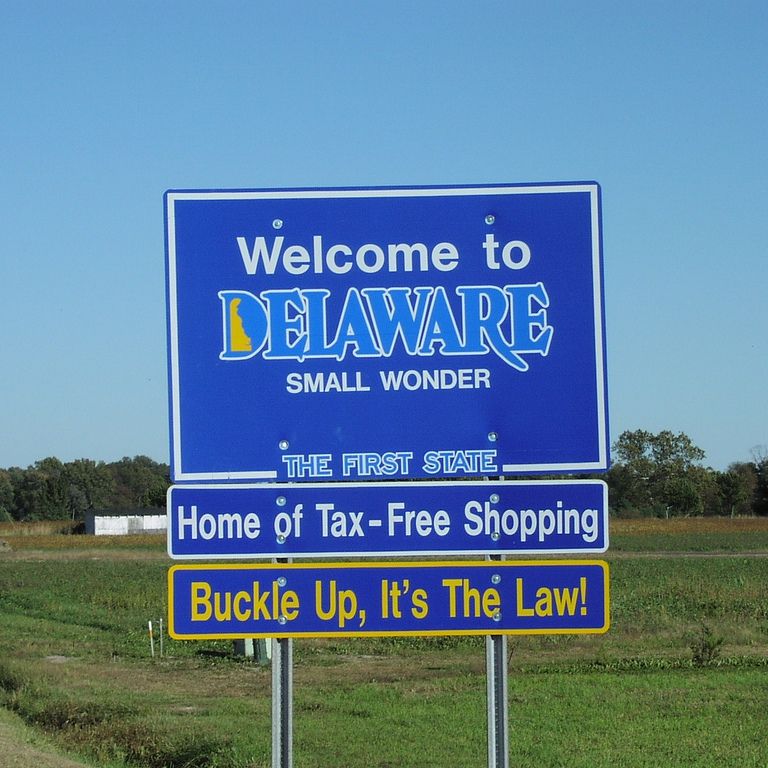 Welcome to
DELAWARE
SMALL WONDER
THE FIRST STATE
Home of Tax-Free Shopping
Buckle Up, It's The Law!